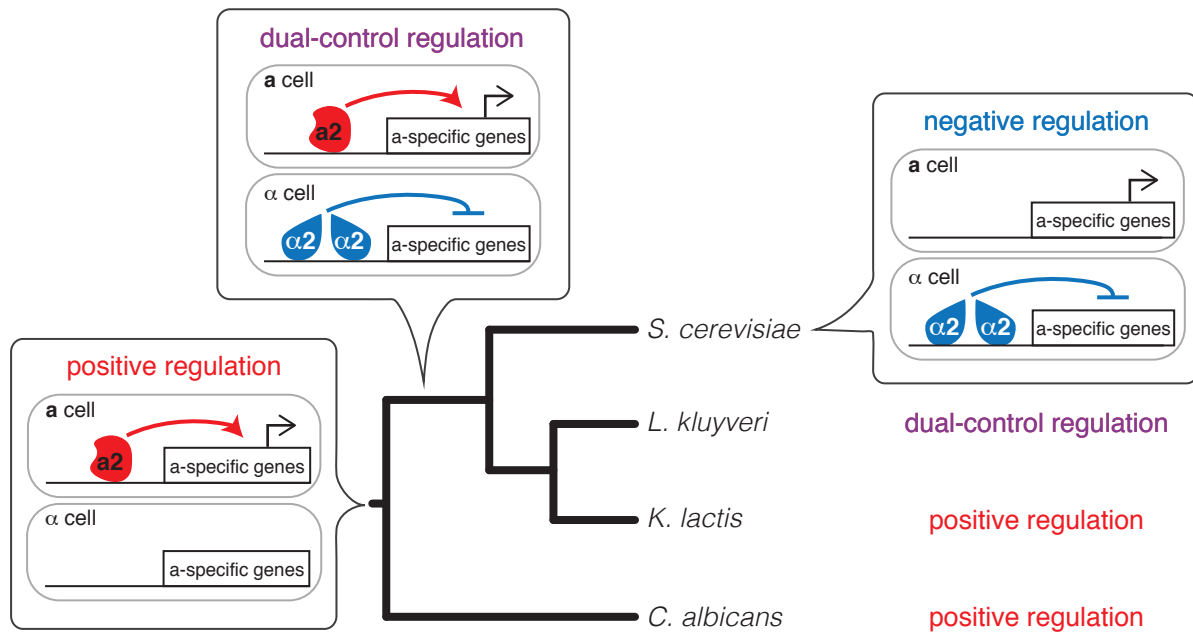 dual-control regulation
a cell
a2
a-specific genes
α cell
α2 α2
a-specific genes
negative regulation
a cell
a-specific genes
α cell
α2 α2
a-specific genes
positive regulation
a cell
a2
a-specific genes
α cell
a-specific genes
S. cerevisiae
L. kluyveri dual-control regulation
K. lactis positive regulation
C. albicans positive regulation